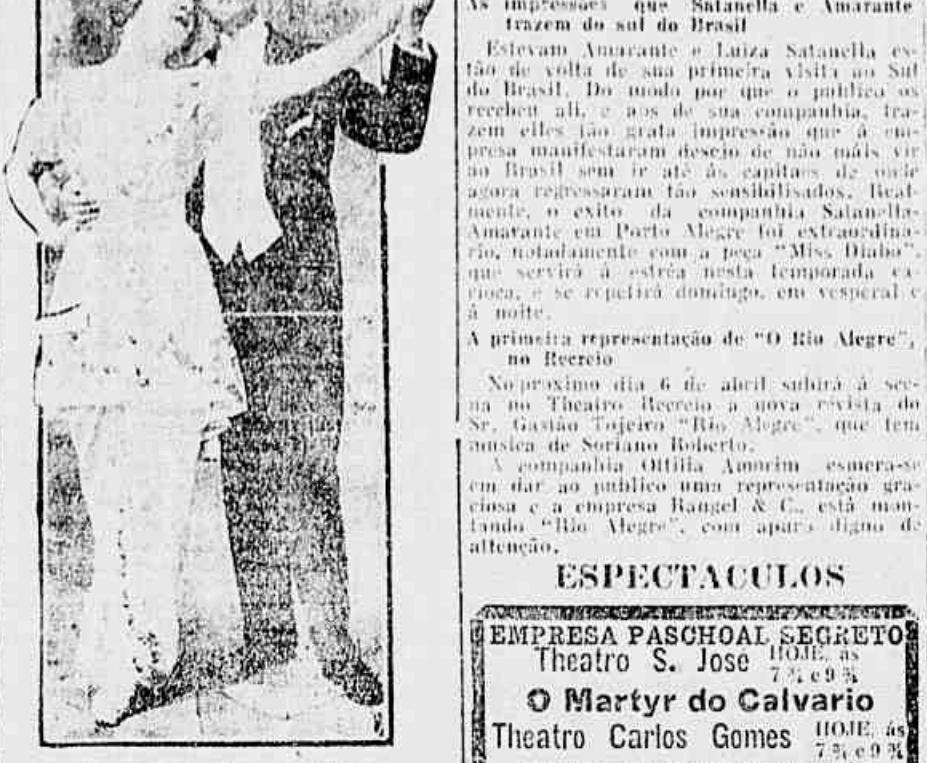 As impressões que Satanella e Amarante
trazem do sul do Brasil
Estevam Amarante e Luiza Satanella es-
tão de volta de sua primeira visita ao Sul
do Brasil. Do modo por que o publico os
recebeu ali, e aos de sua companhia, tra-
zem elles tão grata impressão que á em-
presa manifestaram desejo de não máis vir
ao Brasil sem ir até ás capitaes de onde
agora regressaram tão sensibilisados. Real-
mente, o exito da companhia Satanella-
Amarante em Porto Alegre foi extraordina-
rio, notadamente com a peça "Miss Diabo",
que servirá á estréa nesta temporada ca-
rioca, e se repetirá domingo, em vesperal e
á noite.
A primeira representação de "O Rio Alegre",
no Recreio
No proximo dia 6 de abril subirá á sce-
na no Theatro Recreio a nova revista do
Sr. Gastão Tojeiro "Rio Alegre", que tem
musica de Soriano Roberto.
A companhia Ottilia Amorim esmera-se
em dar ao publico uma representação gra-
ciosa e a empresa Rangel & C., está mon-
tando "Rio Alegre", com apuro digno de
attenção.
ESPECTACULOS
EMPRESA PASCHOAL SEGRETO
Theatro S. José HOJE, ás
7 ¾ e 9 ¾
O Martyr do Calvario
Theatro Carlos Gomes HOJE, ás
7 ¾ e 9 ¾